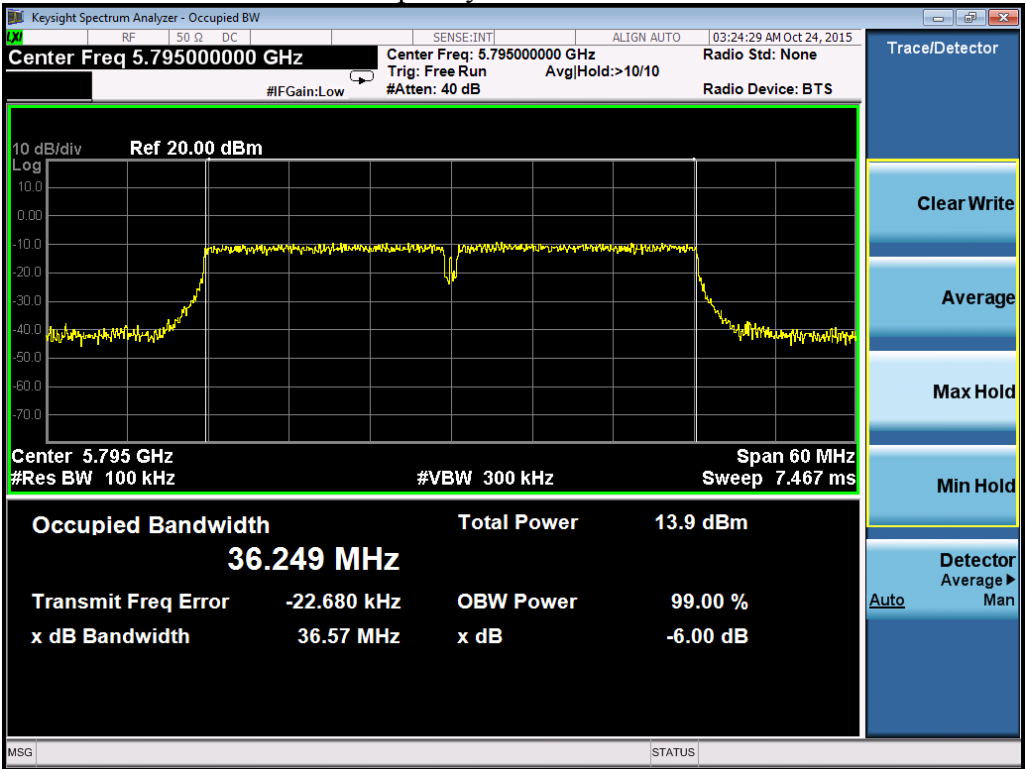 Keysight Spectrum Analyzer - Occupied BW
LXI RF 50 Ω DC SENSE:INT ALIGN AUTO 03:24:29 AM Oct 24, 2015
Center Freq 5.795000000 GHz
Center Freq: 5.795000000 GHz
Radio Std: None
Trig: Free Run Avg|Hold:>10/10
#IFGain:Low
#Atten: 40 dB
Radio Device: BTS
10 dB/div Ref 20.00 dBm
Log
10.0
0.00
-10.0
-20.0
-30.0
-40.0
-50.0
-60.0
-70.0
Center 5.795 GHz Span 60 MHz
#Res BW 100 kHz #VBW 300 kHz Sweep 7.467 ms
Occupied Bandwidth Total Power 13.9 dBm
36.249 MHz
Transmit Freq Error -22.680 kHz OBW Power 99.00 %
x dB Bandwidth 36.57 MHz x dB -6.00 dB
Trace/Detector
Clear Write
Average
Max Hold
Min Hold
Detector
Average▶
Auto Man
MSG STATUS